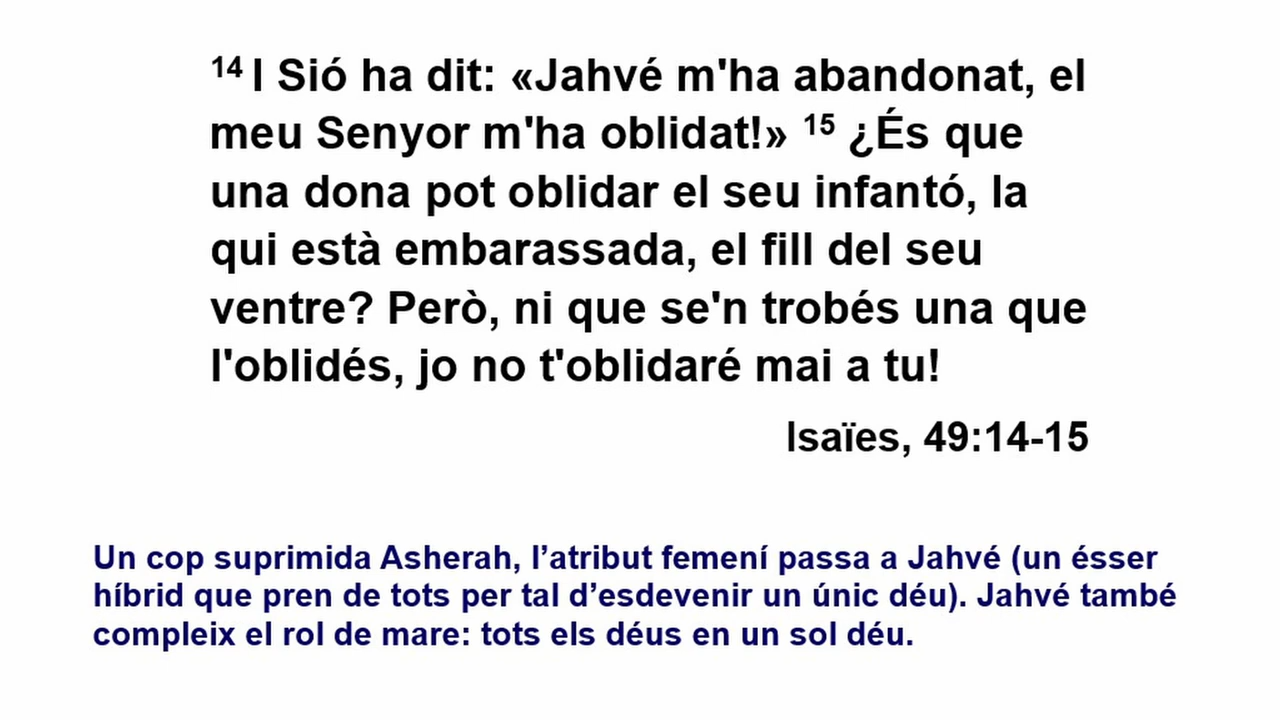 14 I Sió ha dit: «Jahvé m'ha abandonat, el
meu Senyor m'ha oblidat!» 15 ¿És que
una dona pot oblidar el seu infantó, la
qui està embarassada, el fill del seu
ventre? Però, ni que se'n trobés una que
l'oblidés, jo no t'oblidaré mai a tu!
Isaïes, 49:14-15
Un cop suprimida Asherah, l’atribut femení passa a Jahvé (un ésser
híbrid que pren de tots per tal d’esdevenir un únic déu). Jahvé també
compleix el rol de mare: tots els déus en un sol déu.